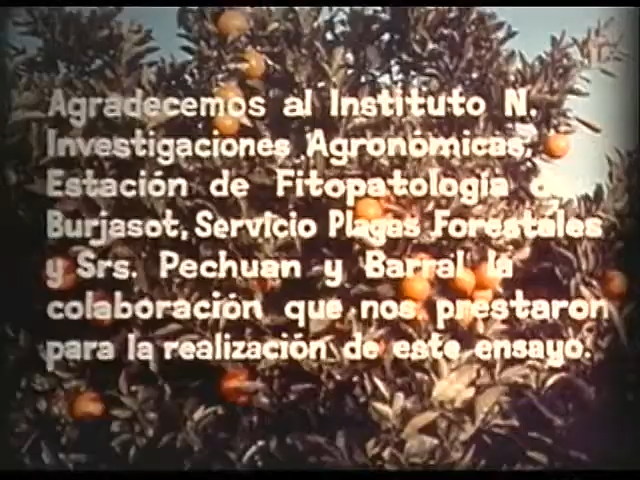 Agradecemos al Instituto N.
Investigaciones Agronómicas,
Estación de Fitopatología de
Burjasot, Servicio Plagas Forestales
y Srs. Pechuan y Barral la
colaboración que nos prestaron
para la realización de este ensayo.